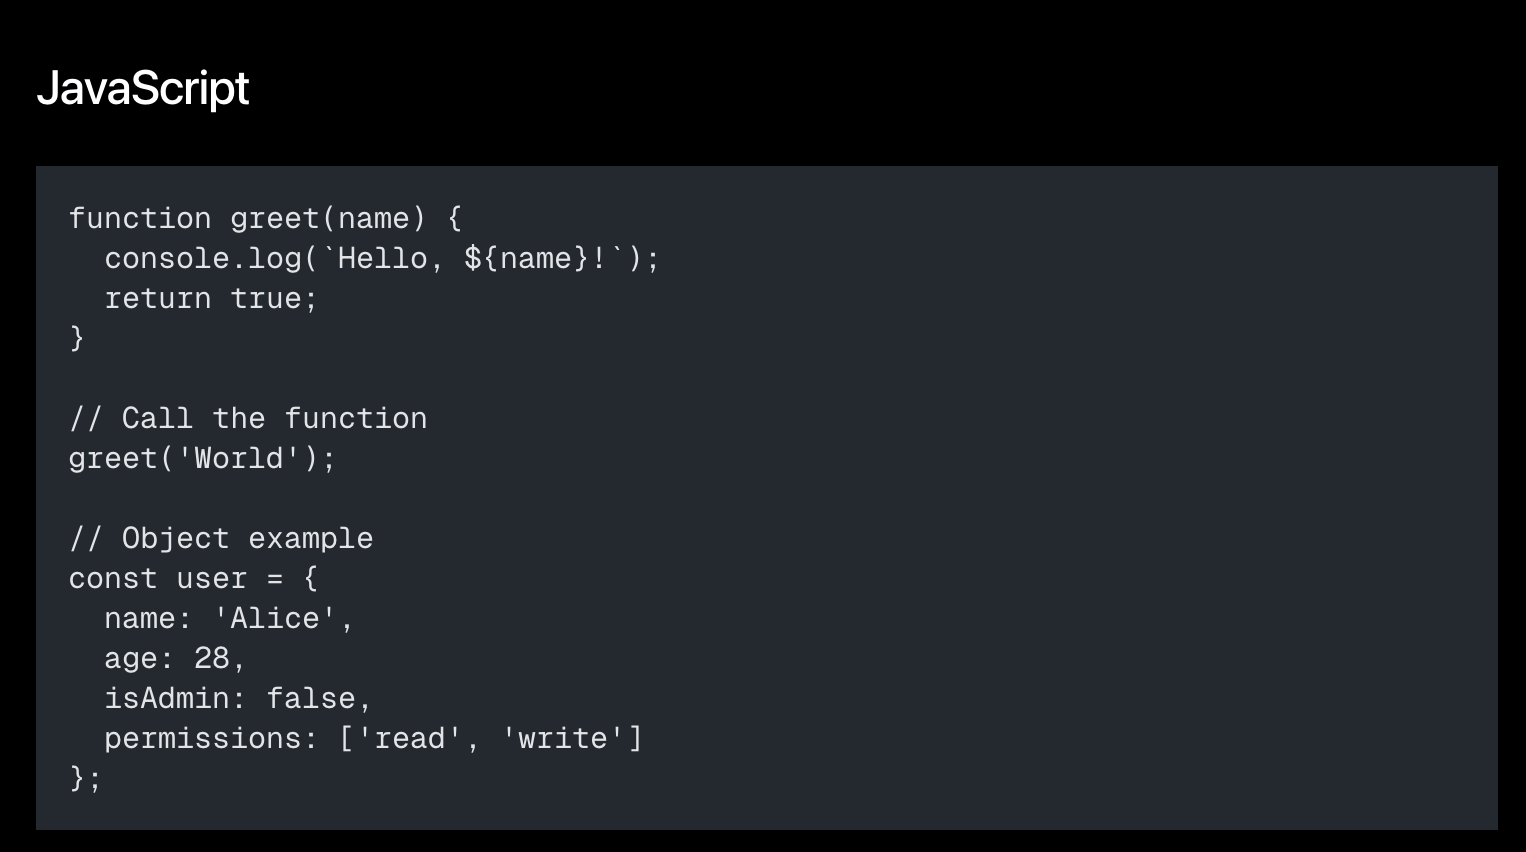 JavaScript
function greet(name) {
  console.log(`Hello, ${name}!`);
  return true;
}
// Call the function
greet('World');
// Object example
const user = {
  name: 'Alice',
  age: 28,
  isAdmin: false,
  permissions: ['read', 'write']
};